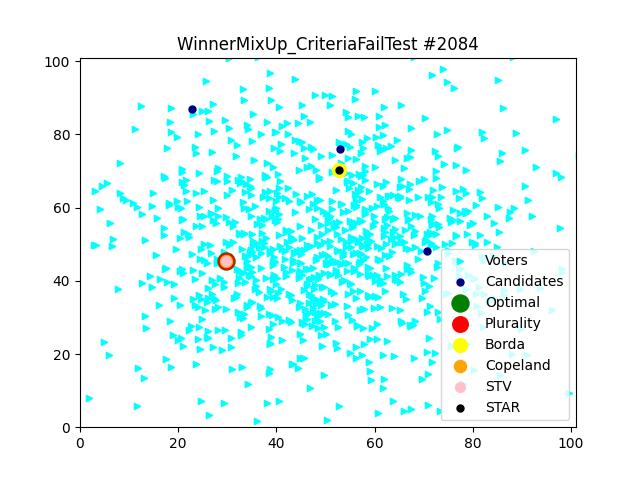 WinnerMixUp_CriteriaFailTest #2084
100
80
60
40
20
0
0 20 40 60 80 100
Voters
Candidates
Optimal
Plurality
Borda
Copeland
STV
STAR